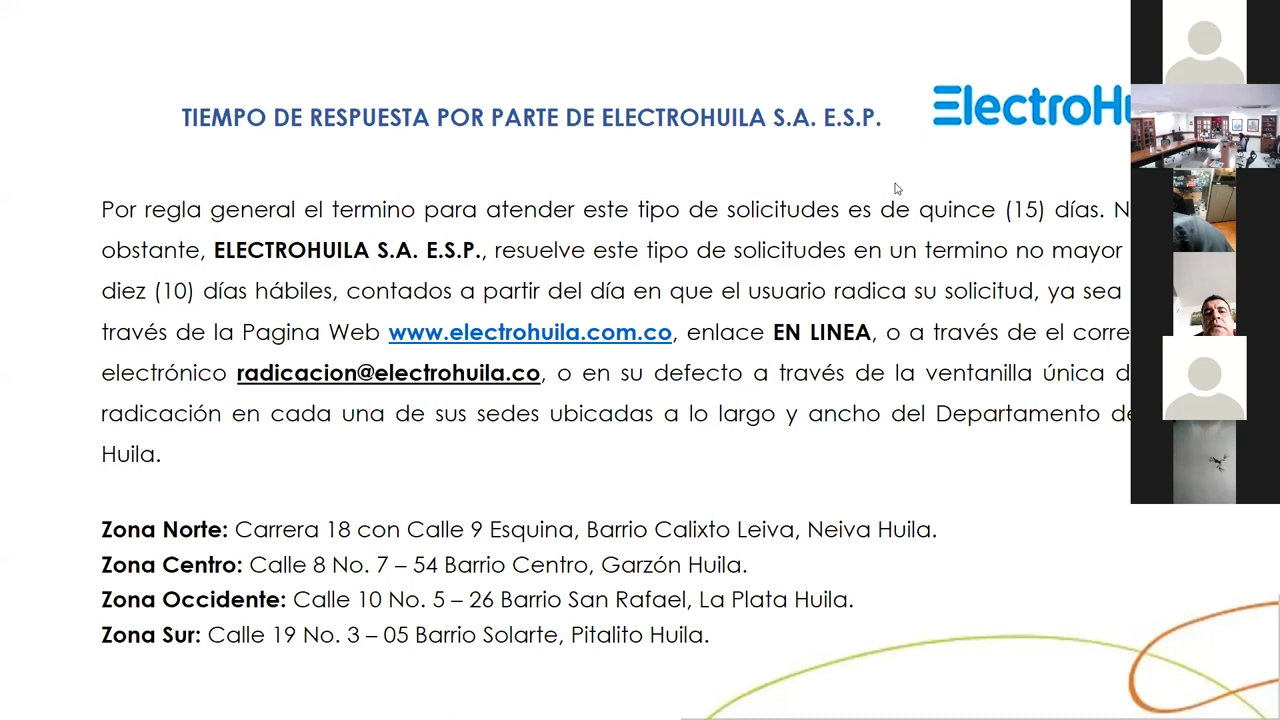 TIEMPO DE RESPUESTA POR PARTE DE ELECTROHUILA S.A. E.S.P.
ElectroHu
Por regla general el termino para atender este tipo de solicitudes es de quince (15) días. N
obstante, ELECTROHUILA S.A. E.S.P., resuelve este tipo de solicitudes en un termino no mayor
diez (10) días hábiles, contados a partir del día en que el usuario radica su solicitud, ya sea
través de la Pagina Web www.electrohuila.com.co, enlace EN LINEA, o a través de el corre
electrónico radicacion@electrohuila.co, o en su defecto a través de la ventanilla única d
radicación en cada una de sus sedes ubicadas a lo largo y ancho del Departamento de
Huila.
Zona Norte: Carrera 18 con Calle 9 Esquina, Barrio Calixto Leiva, Neiva Huila.
Zona Centro: Calle 8 No. 7 – 54 Barrio Centro, Garzón Huila.
Zona Occidente: Calle 10 No. 5 – 26 Barrio San Rafael, La Plata Huila.
Zona Sur: Calle 19 No. 3 – 05 Barrio Solarte, Pitalito Huila.